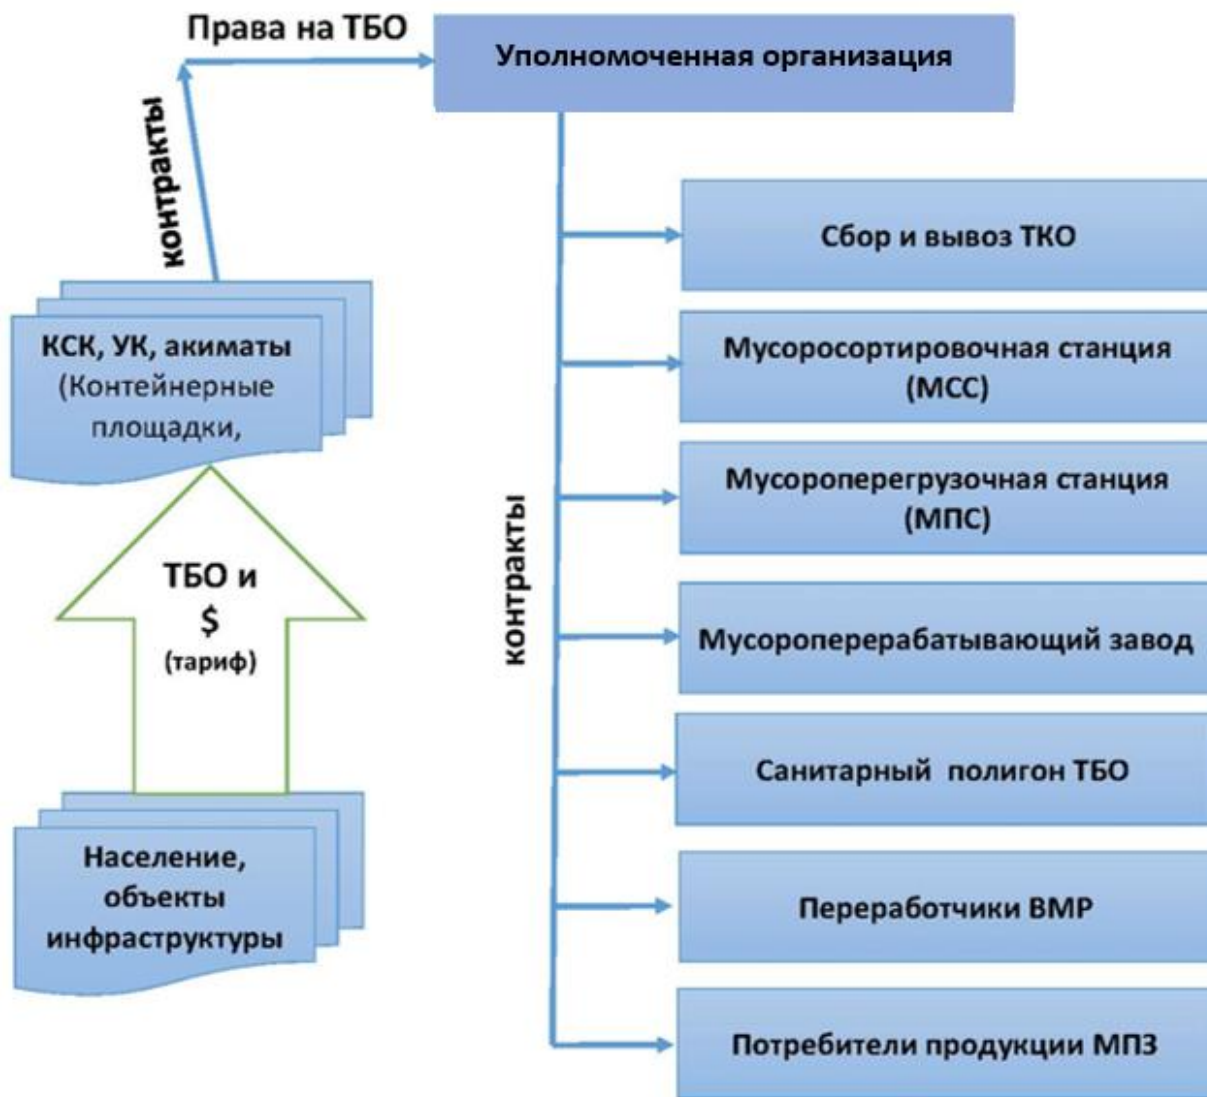 Права на ТБО
Уполномоченная организация
контракты
КСК, УК, акиматы
(Контейнерные
площадки,
ТБО и
$
(тариф)
Население,
объекты
инфраструктуры
контракты
Сбор и вывоз ТКО
Мусоросортировочная станция
(МСС)
Мусороперегрузочная станция
(МПС)
Мусороперерабатывающий завод
Санитарный полигон ТБО
Переработчики ВМР
Потребители продукции МПЗ